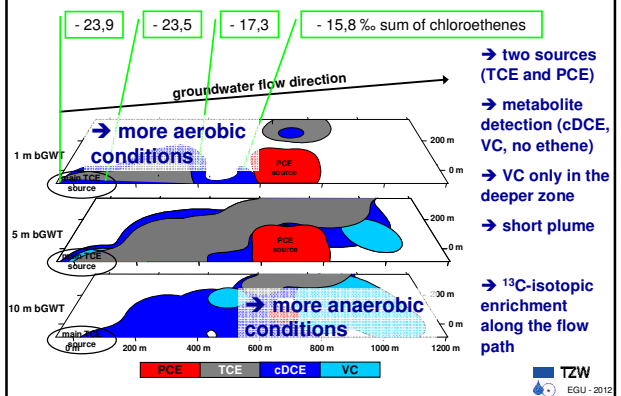 - 23,9
- 23,5
- 17,3
- 15,8 ‰ sum of chloroethenes
groundwater flow direction
➔ more aerobic
conditions
1 m bGWT
main TCE
source
PCE
source
200 m
0 m
5 m bGWT
main TCE
source
PCE
source
200 m
0 m
10 m bGWT
➔ more anaerobic
conditions
main TCE
source
200 m
0 m
0 m
200 m
400 m
600 m
800 m
1000 m
1200 m
PCE
TCE
cDCE
VC
➔ two sources
(TCE and PCE)
➔ metabolite
detection (cDCE,
VC, no ethene)
➔ VC only in the
deeper zone
➔ short plume
➔ ¹³C-isotopic
enrichment
along the flow
path
TZW
EGU - 2012